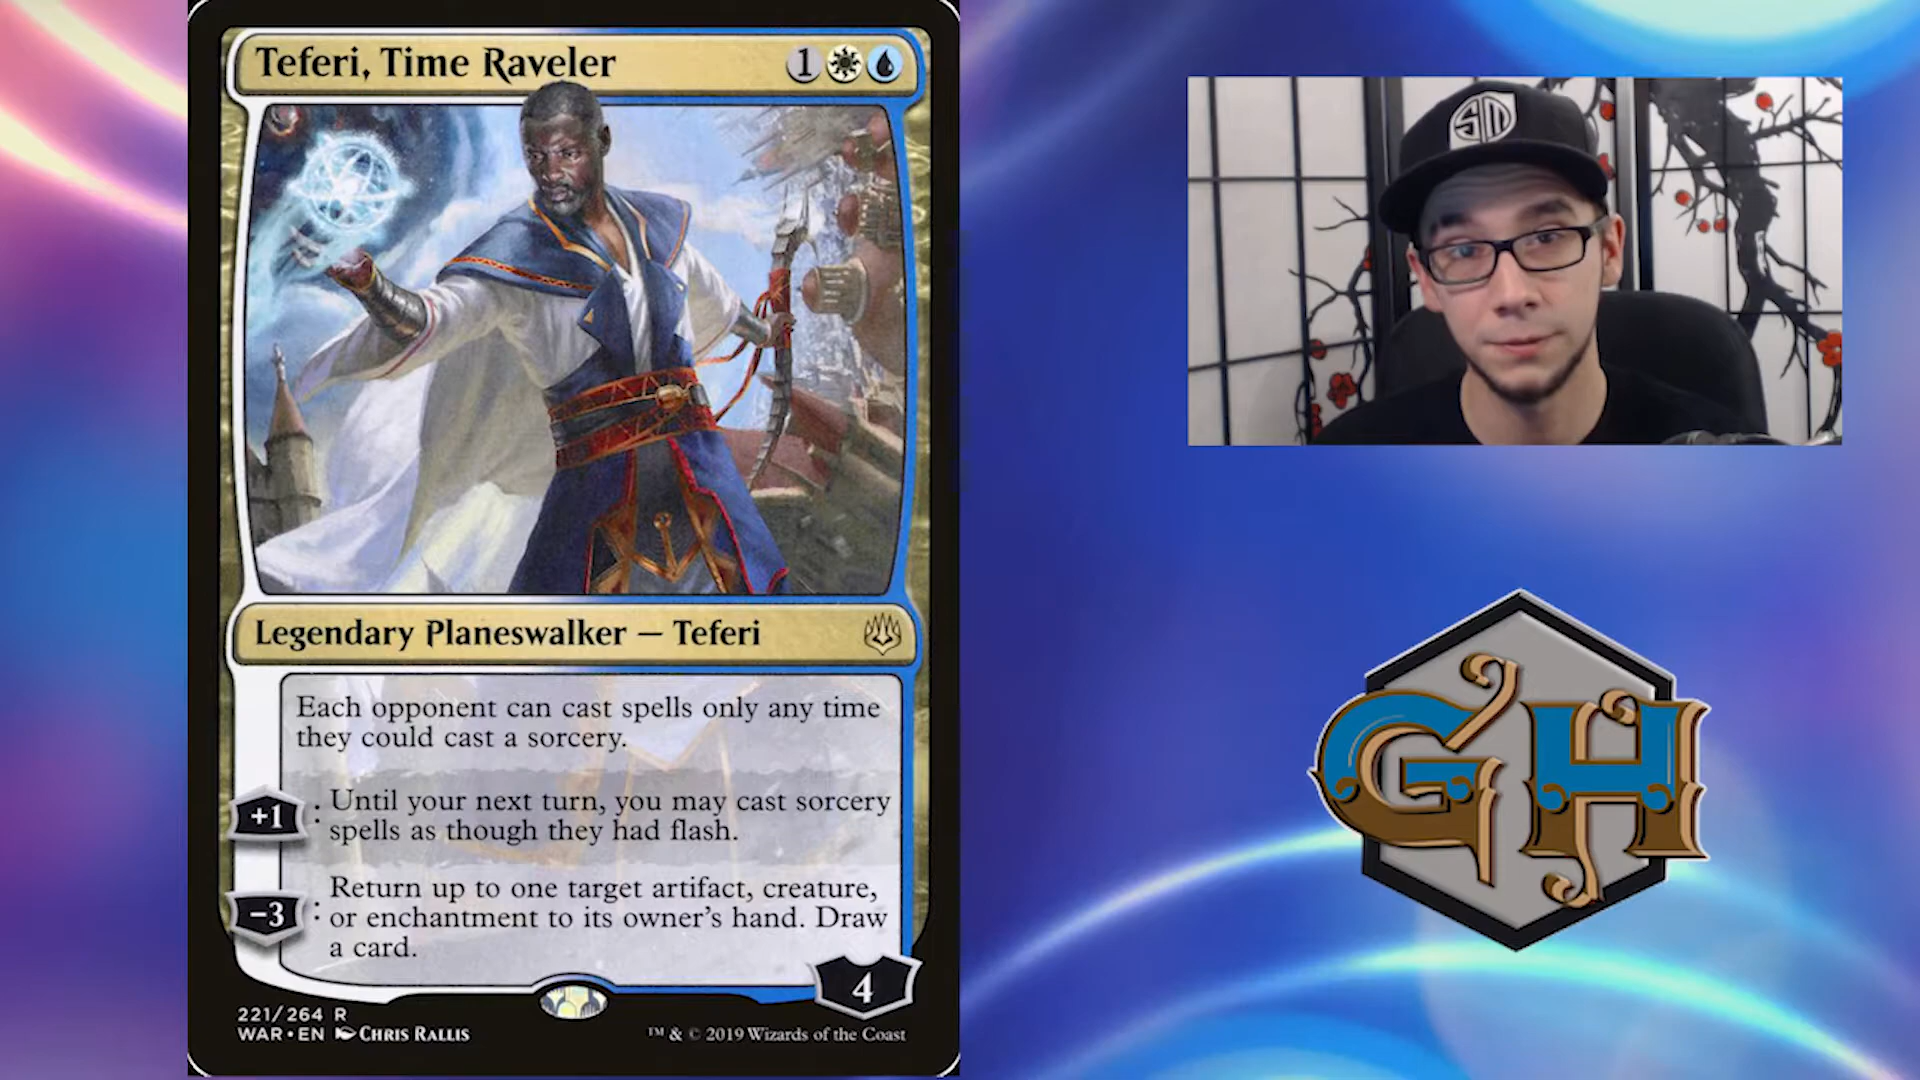 Teferi, Time Raveler
1
Legendary Planeswalker — Teferi
Each opponent can cast spells only any time
they could cast a sorcery.
+1 : Until your next turn, you may cast sorcery
spells as though they had flash.
−3 : Return up to one target artifact, creature,
or enchantment to its owner's hand. Draw
a card.
4
221/264 R
WAR • EN CHRIS RALLIS
™ & © 2019 Wizards of the Coast
SM
GH